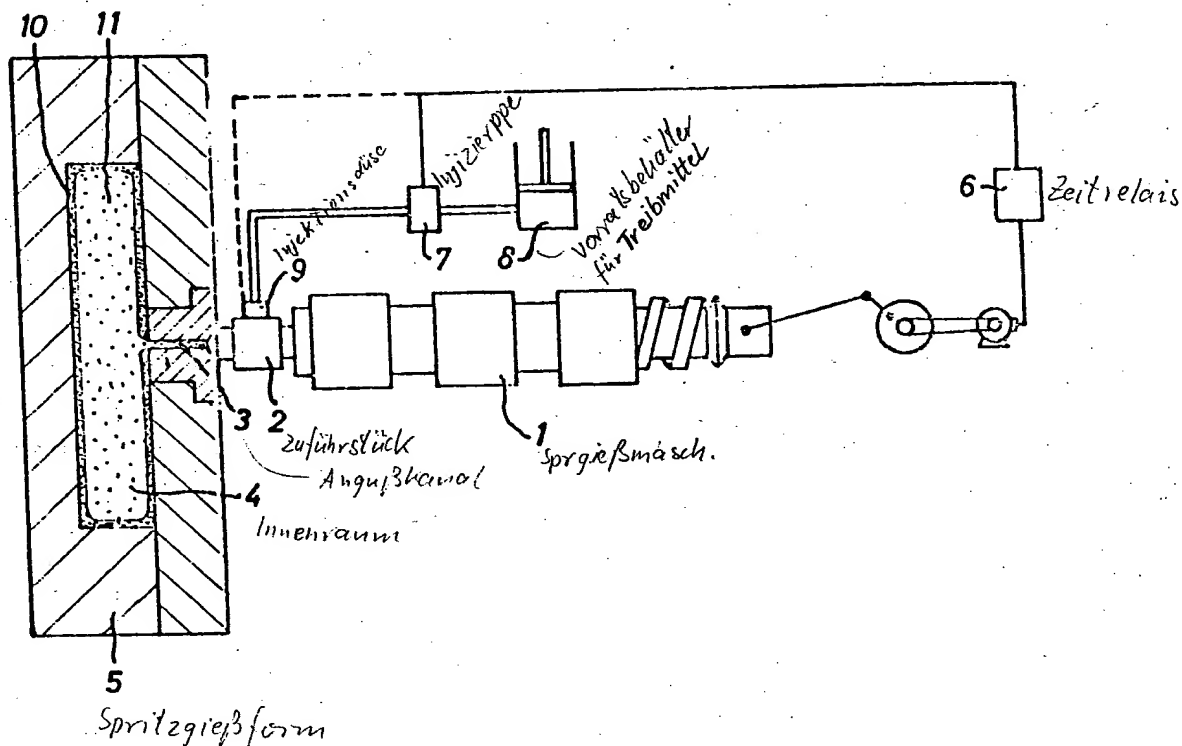 10
11
Injektionsdüse
Injizierppe
Vorratsbehälter
für Treibmittel
6
Zeitrelais
9
7
8
3
2
1
Zuführstück
Sprgießmasch.
Angußkanal
4
Innenraum
5
Spritzgießform